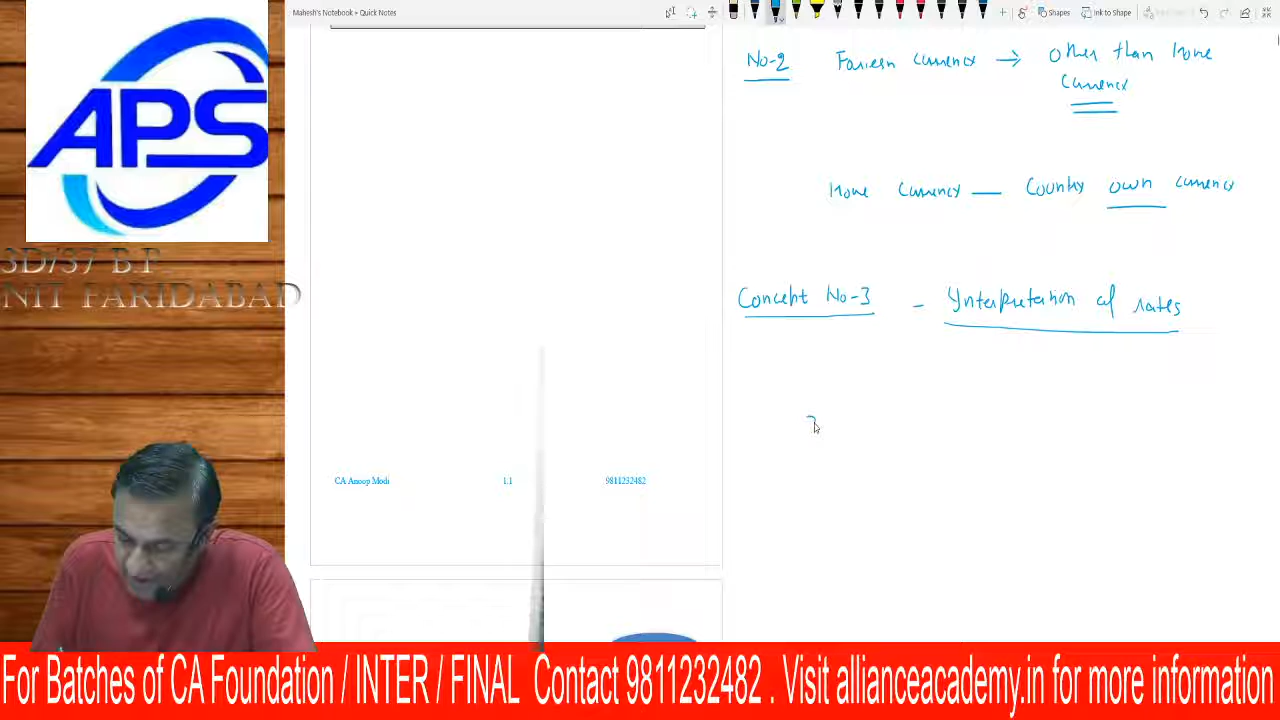 Mahesh's Notebook + Quick Notes
Shapes
Ink to Shape
APS
3D/37 B.P.
NIT FARIDABAD
No-2 Foriegn currency → other than Home
currency
Home currency — Country own currency
Concept No-3 - Interpretation of rates
CA Anoop Modi 1.1 9811232482
For Batches of CA Foundation / INTER / FINAL Contact 9811232482 . Visit allianceacademy.in for more information